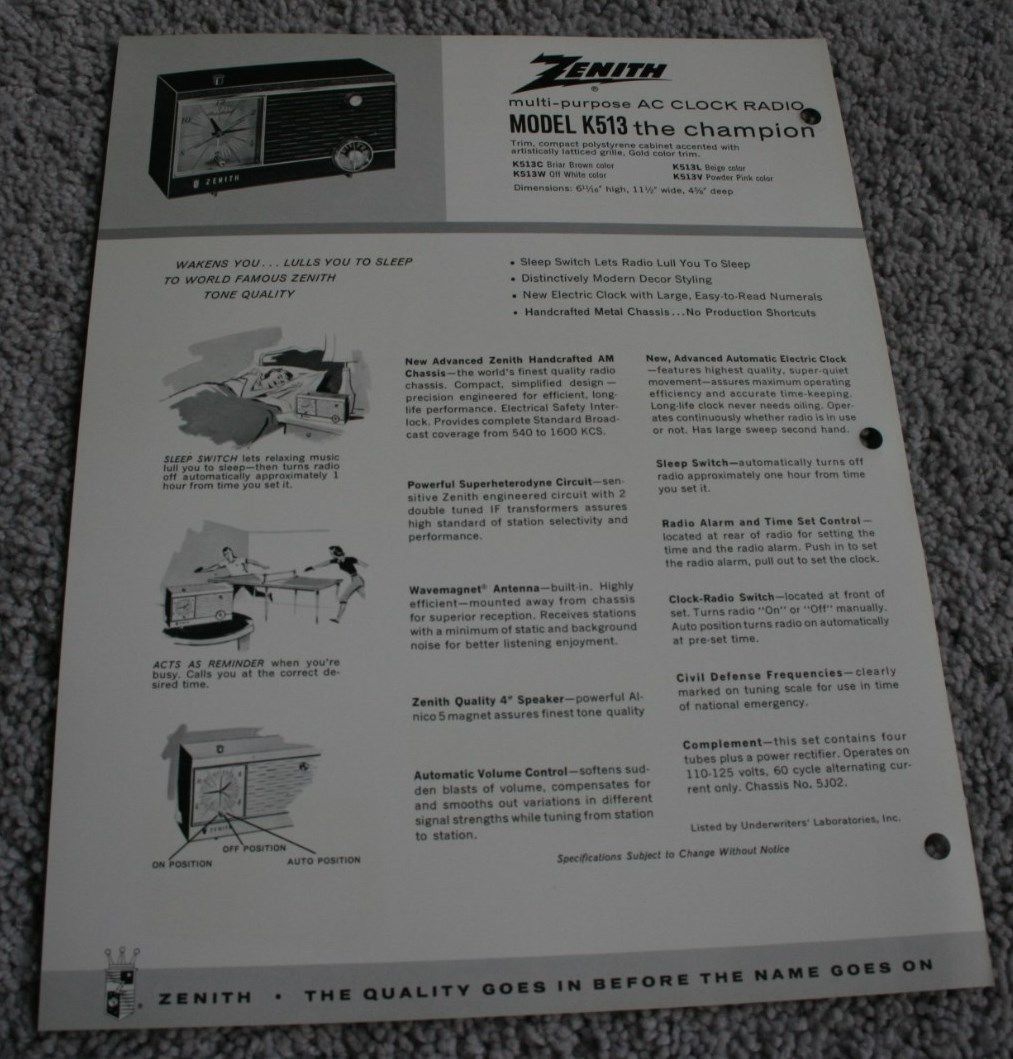 ZENITH
®
multi-purpose AC CLOCK RADIO
MODEL K513 the champion
Trim, compact polystyrene cabinet accented with
artistically latticed grille, Gold color trim.
K513C Briar Brown color
K513W Off White color
K513L Beige color
K513V Powder Pink color
Dimensions: 6 11/16" high, 11½" wide, 4⅜" deep
ZENITH
WAKENS YOU... LULLS YOU TO SLEEP
TO WORLD FAMOUS ZENITH
TONE QUALITY
• Sleep Switch Lets Radio Lull You To Sleep
• Distinctively Modern Decor Styling
• New Electric Clock with Large, Easy-to-Read Numerals
• Handcrafted Metal Chassis...No Production Shortcuts
SLEEP SWITCH lets relaxing music
lull you to sleep—then turns radio
off automatically approximately 1
hour from time you set it.
ACTS AS REMINDER when you're
busy. Calls you at the correct de-
sired time.
ON POSITION
OFF POSITION
AUTO POSITION
New Advanced Zenith Handcrafted AM
Chassis—the world's finest quality radio
chassis. Compact, simplified design—
precision engineered for efficient, long-
life performance. Electrical Safety Inter-
lock. Provides complete Standard Broad-
cast coverage from 540 to 1600 KCS.
Powerful Superheterodyne Circuit—sen-
sitive Zenith engineered circuit with 2
double tuned IF transformers assures
high standard of station selectivity and
performance.
Wavemagnet® Antenna—built-in. Highly
efficient—mounted away from chassis
for superior reception. Receives stations
with a minimum of static and background
noise for better listening enjoyment.
Zenith Quality 4" Speaker—powerful Al-
nico 5 magnet assures finest tone quality
Automatic Volume Control—softens sud-
den blasts of volume, compensates for
and smooths out variations in different
signal strengths while tuning from station
to station.
New, Advanced Automatic Electric Clock
—features highest quality, super-quiet
movement—assures maximum operating
efficiency and accurate time-keeping.
Long-life clock never needs oiling. Oper-
ates continuously whether radio is in use
or not. Has large sweep second hand.
Sleep Switch—automatically turns off
radio approximately one hour from time
you set it.
Radio Alarm and Time Set Control—
located at rear of radio for setting the
time and the radio alarm. Push in to set
the radio alarm, pull out to set the clock.
Clock-Radio Switch—located at front of
set. Turns radio "On" or "Off" manually.
Auto position turns radio on automatically
at pre-set time.
Civil Defense Frequencies—clearly
marked on tuning scale for use in time
of national emergency.
Complement—this set contains four
tubes plus a power rectifier. Operates on
110-125 volts, 60 cycle alternating cur-
rent only. Chassis No. 5J02.
Listed by Underwriters' Laboratories, Inc.
Specifications Subject to Change Without Notice
ZENITH • THE QUALITY GOES IN BEFORE THE NAME GOES ON